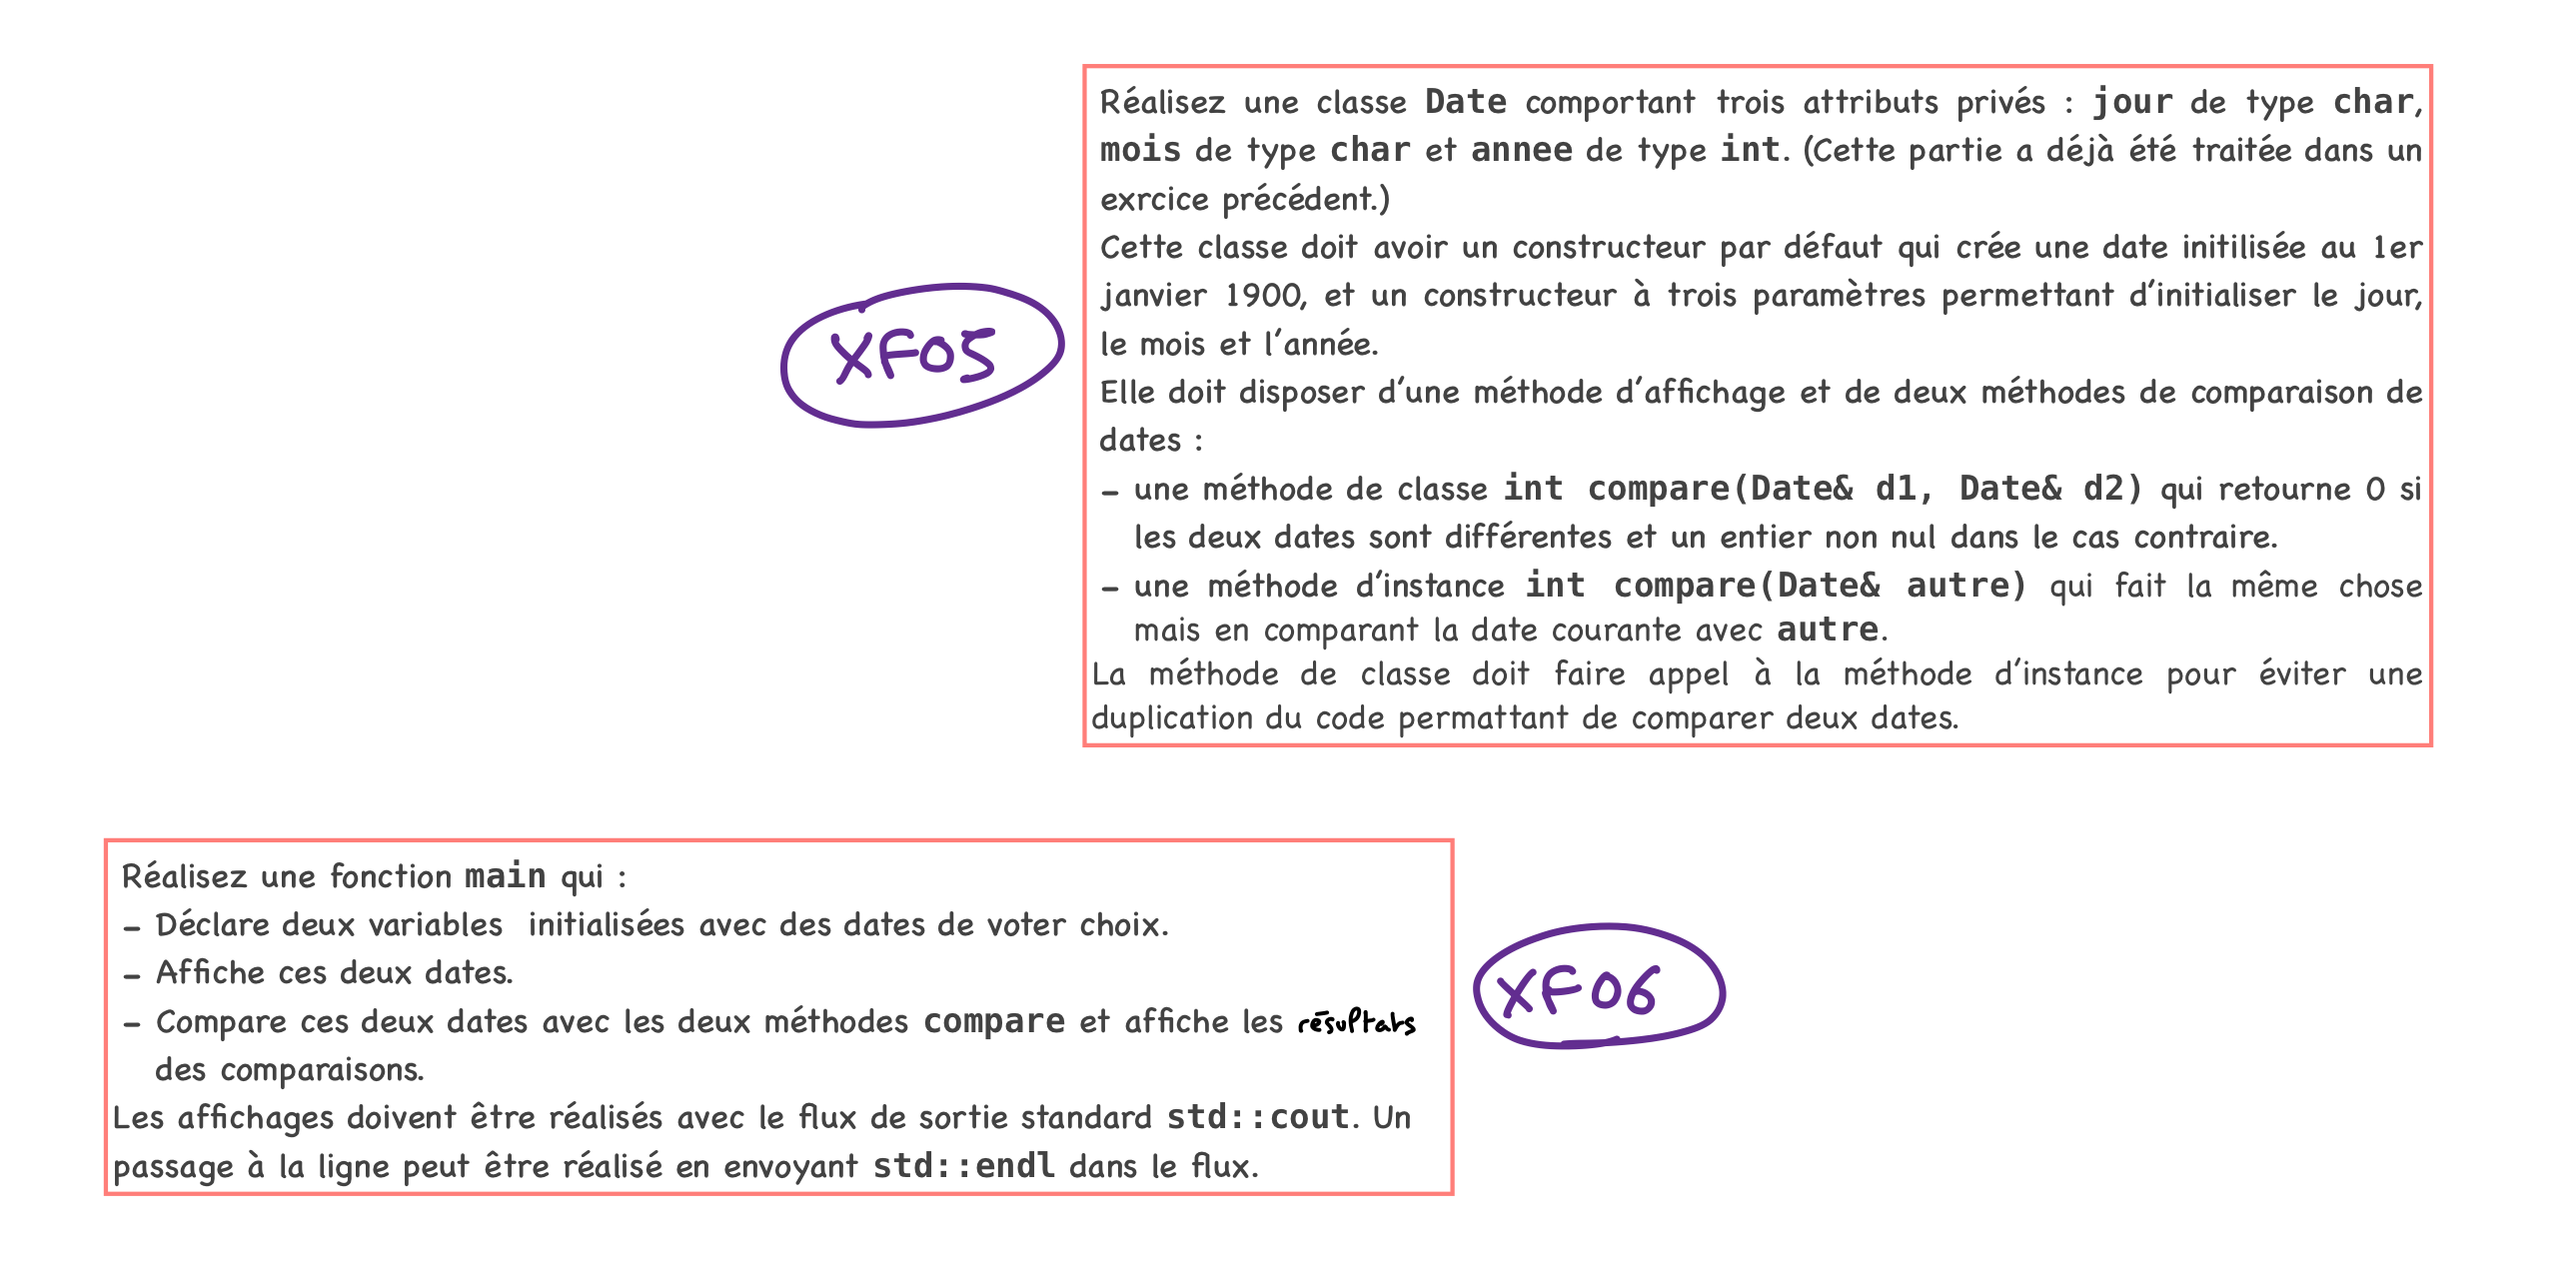 Réalisez une classe Date comportant trois attributs privés : jour de type char,
mois de type char et annee de type int. (Cette partie a déjà été traitée dans un
exrcice précédent.)
Cette classe doit avoir un constructeur par défaut qui crée une date initilisée au 1er
janvier 1900, et un constructeur à trois paramètres permettant d'initialiser le jour,
le mois et l'année.
Elle doit disposer d'une méthode d'affichage et de deux méthodes de comparaison de
dates :
- une méthode de classe int compare(Date& d1, Date& d2) qui retourne 0 si
les deux dates sont différentes et un entier non nul dans le cas contraire.
- une méthode d'instance int compare(Date& autre) qui fait la même chose
mais en comparant la date courante avec autre.
La méthode de classe doit faire appel à la méthode d'instance pour éviter une
duplication du code permattant de comparer deux dates.
XF05
Réalisez une fonction main qui :
- Déclare deux variables initialisées avec des dates de voter choix.
- Affiche ces deux dates.
- Compare ces deux dates avec les deux méthodes compare et affiche les résultats
des comparaisons.
Les affichages doivent être réalisés avec le flux de sortie standard std::cout. Un
passage à la ligne peut être réalisé en envoyant std::endl dans le flux.
XF06